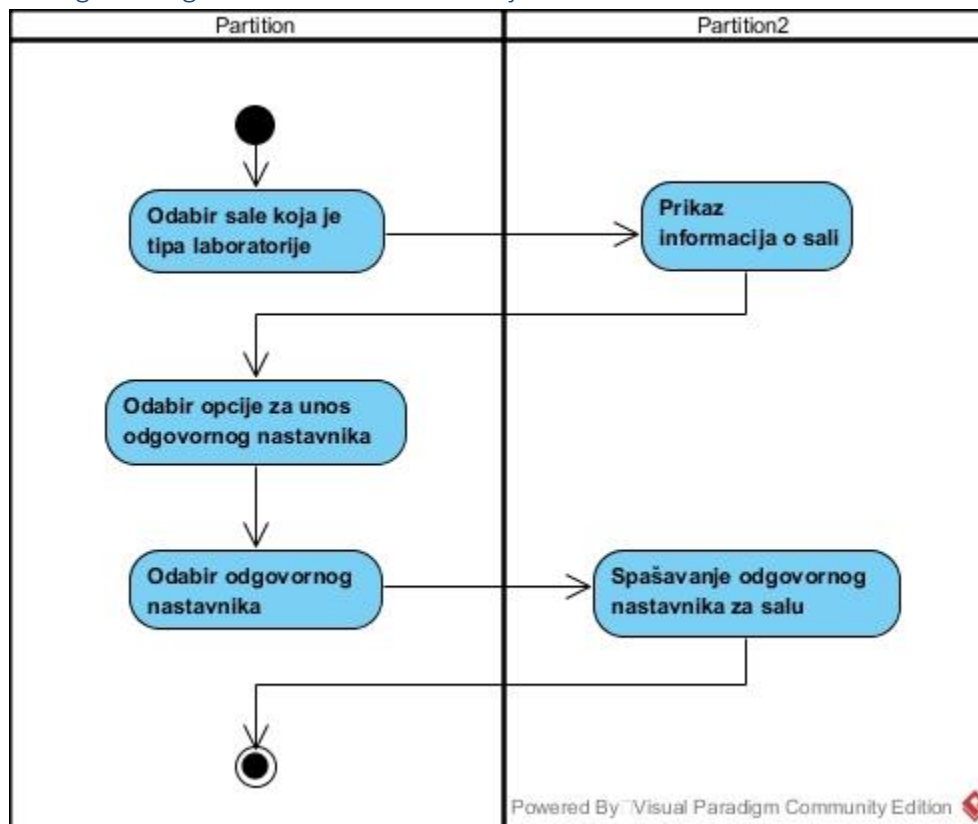 Partition
Partition2
Odabir sale koja je
tipa laboratorije
Prikaz
informacija o sali
Odabir opcije za unos
odgovornog nastavnika
Odabir odgovornog
nastavnika
Spašavanje odgovornog
nastavnika za salu
Powered By Visual Paradigm Community Edition